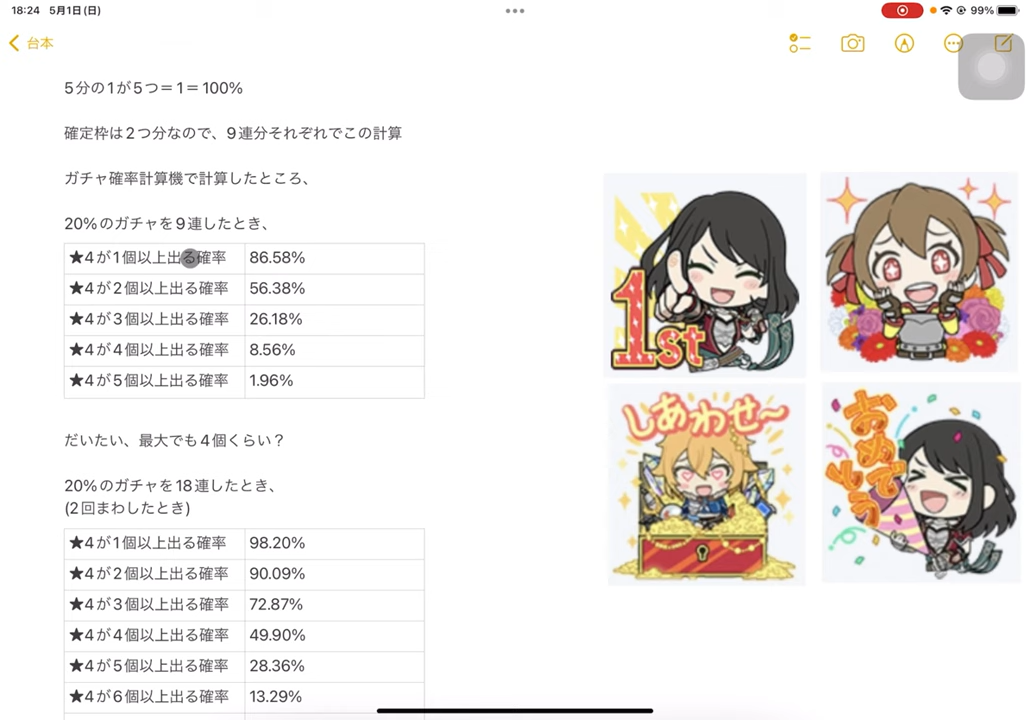 18:24 5月1日(日)
99%
台本
5分の1が5つ＝1＝100%
確定枠は2つ分なので、9連分それぞれでこの計算
ガチャ確率計算機で計算したところ、
20%のガチャを9連したとき、
★4が1個以上出る確率 86.58%
★4が2個以上出る確率 56.38%
★4が3個以上出る確率 26.18%
★4が4個以上出る確率 8.56%
★4が5個以上出る確率 1.96%
だいたい、最大でも4個くらい？
20%のガチャを18連したとき、
(2回まわしたとき)
★4が1個以上出る確率 98.20%
★4が2個以上出る確率 90.09%
★4が3個以上出る確率 72.87%
★4が4個以上出る確率 49.90%
★4が5個以上出る確率 28.36%
★4が6個以上出る確率 13.29%
1st
しあわせ〜
おめでとう